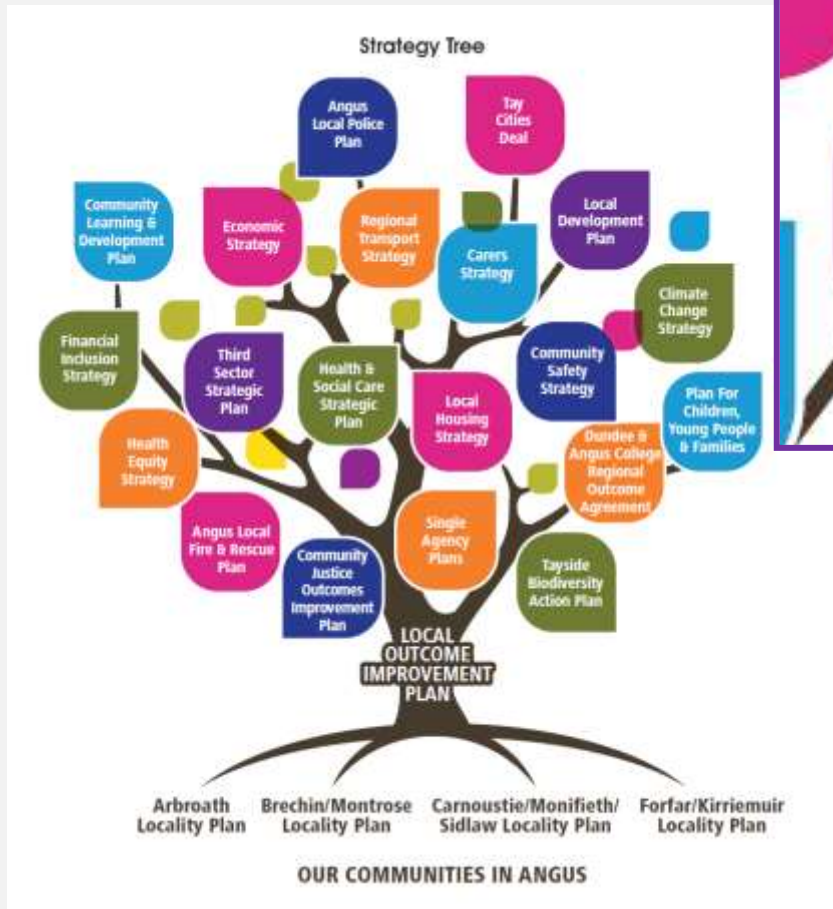 Strategy Tree
Angus
Local Police
Plan
Tay
Cities
Deal
Community
Learning &
Development
Plan
Economic
Strategy
Regional
Transport
Strategy
Carers
Strategy
Local
Development
Plan
Climate
Change
Strategy
Financial
Inclusion
Strategy
Third
Sector
Strategic
Plan
Health &
Social Care
Strategic
Plan
Local
Housing
Strategy
Community
Safety
Strategy
Plan For
Children,
Young People
& Families
Health
Equity
Strategy
Dundee &
Angus College
Regional
Outcome
Agreement
Angus Local
Fire & Rescue
Plan
Community
Justice
Outcomes
Improvement
Plan
Single
Agency
Plans
Tayside
Biodiversity
Action Plan
LOCAL
OUTCOME
IMPROVEMENT
PLAN
Arbroath
Locality Plan
Brechin/Montrose
Locality Plan
Carnoustie/Monifieth/
Sidlaw Locality Plan
Forfar/Kirriemuir
Locality Plan
OUR COMMUNITIES IN ANGUS